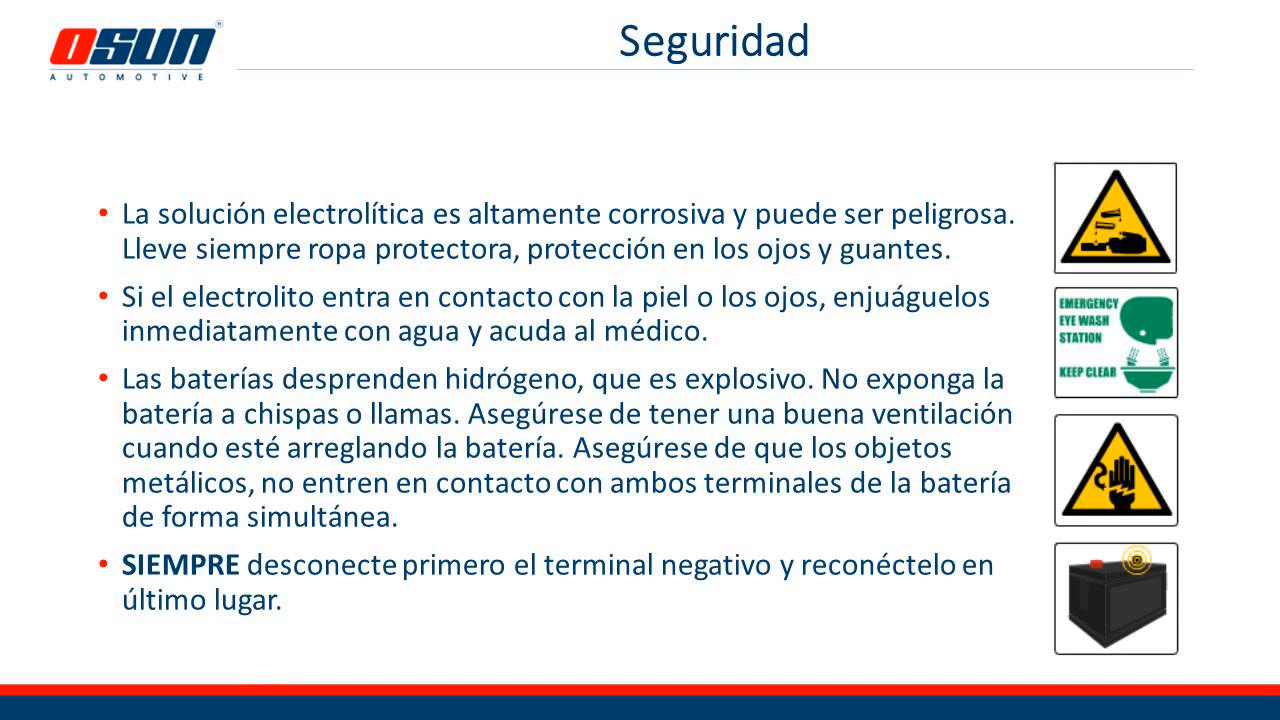 OSUN
AUTOMOTIVE
Seguridad
• La solución electrolítica es altamente corrosiva y puede ser peligrosa.
Lleve siempre ropa protectora, protección en los ojos y guantes.
• Si el electrolito entra en contacto con la piel o los ojos, enjuáguelos
inmediatamente con agua y acuda al médico.
• Las baterías desprenden hidrógeno, que es explosivo. No exponga la
batería a chispas o llamas. Asegúrese de tener una buena ventilación
cuando esté arreglando la batería. Asegúrese de que los objetos
metálicos, no entren en contacto con ambos terminales de la batería
de forma simultánea.
• SIEMPRE desconecte primero el terminal negativo y reconéctelo en
último lugar.
EMERGENCY
EYE WASH
STATION
KEEP CLEAR